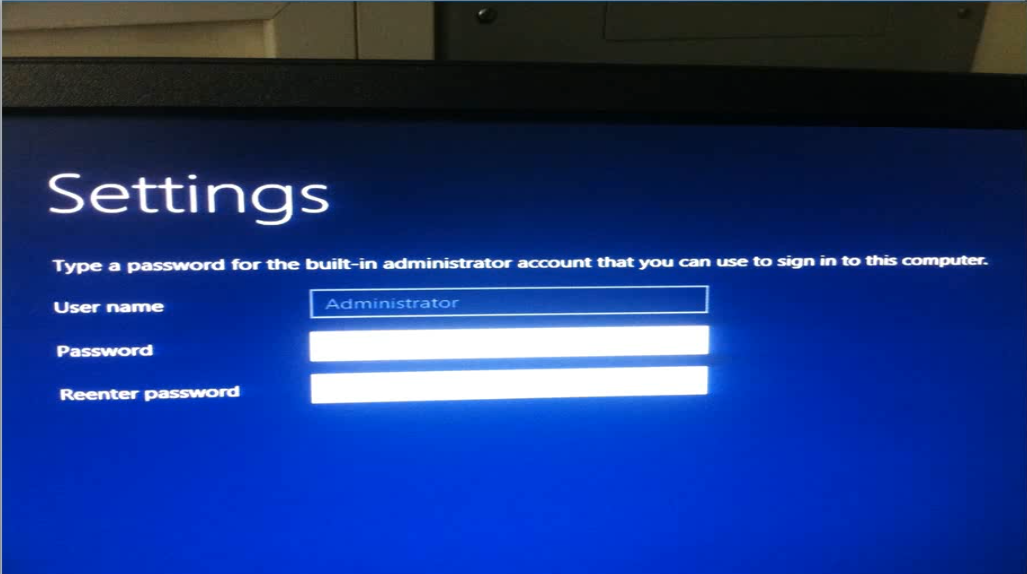 Settings
Type a password for the built-in administrator account that you can use to sign in to this computer.
User name
Administrator
Password
Reenter password